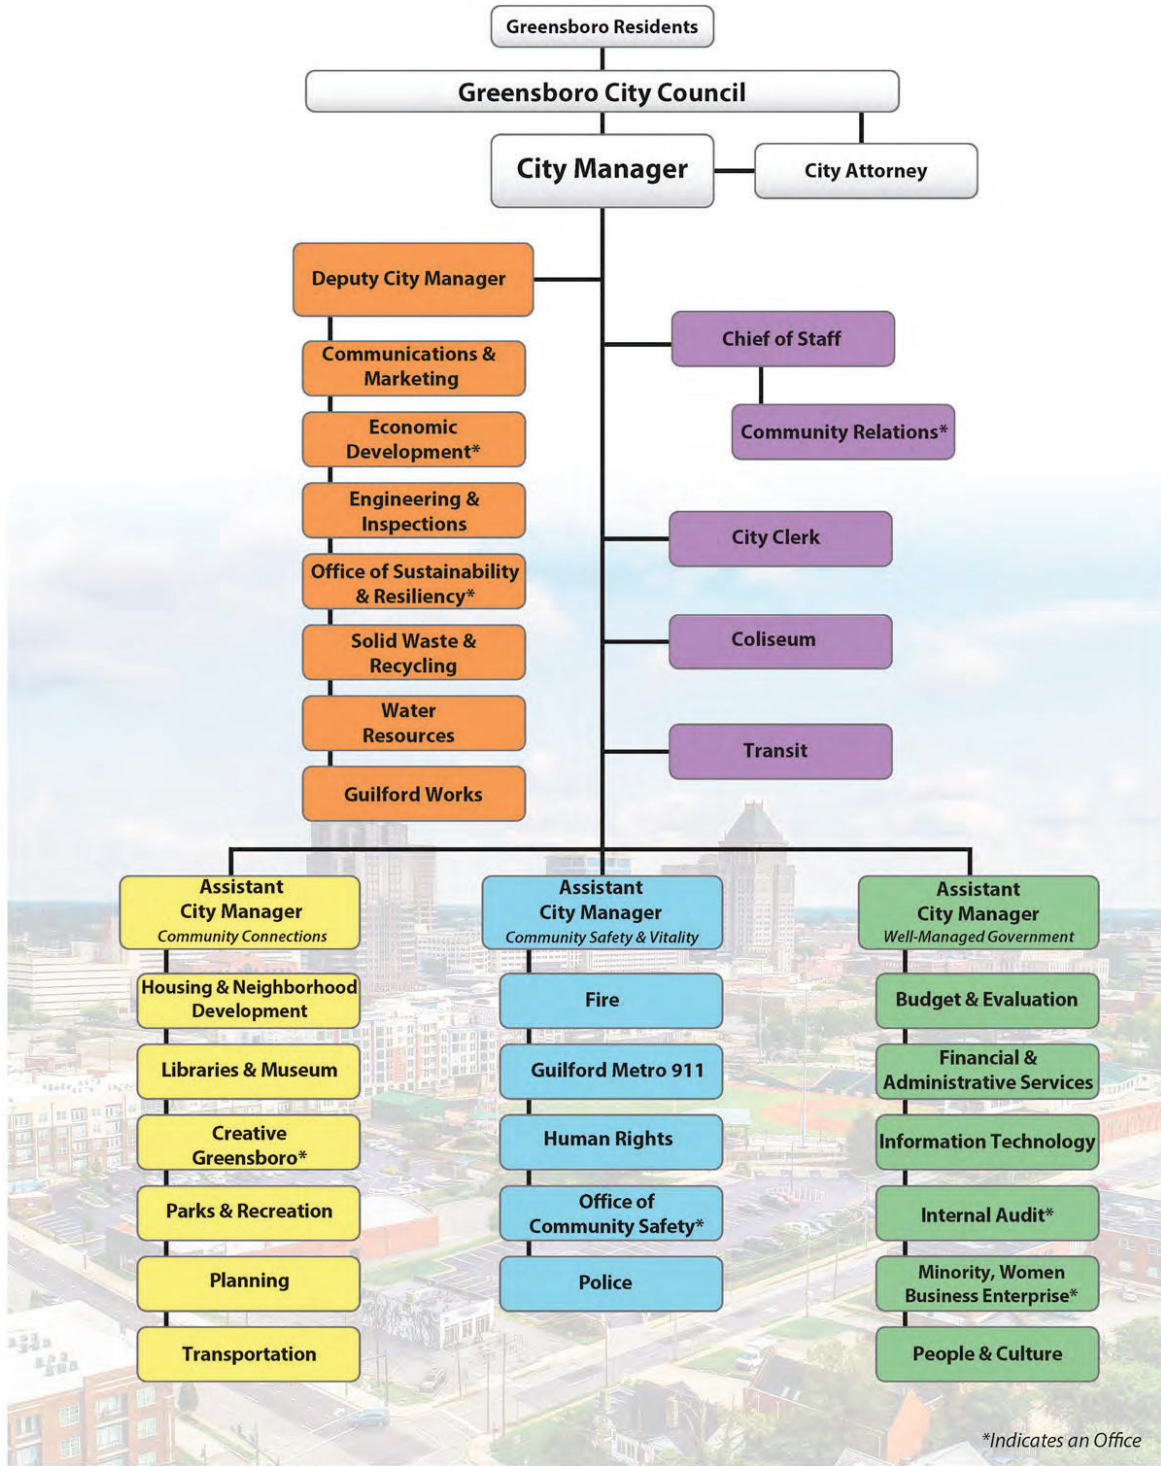 Greensboro Residents
Greensboro City Council
City Manager
City Attorney
Deputy City Manager
Communications &
Marketing
Economic
Development*
Engineering &
Inspections
Office of Sustainability
& Resiliency*
Solid Waste &
Recycling
Water
Resources
Guilford Works
Chief of Staff
Community Relations*
City Clerk
Coliseum
Transit
Assistant
City Manager
Community Connections
Housing & Neighborhood
Development
Libraries & Museum
Creative
Greensboro*
Parks & Recreation
Planning
Transportation
Assistant
City Manager
Community Safety & Vitality
Fire
Guilford Metro 911
Human Rights
Office of
Community Safety*
Police
Assistant
City Manager
Well-Managed Government
Budget & Evaluation
Financial &
Administrative Services
Information Technology
Internal Audit*
Minority, Women
Business Enterprise*
People & Culture
*Indicates an Office